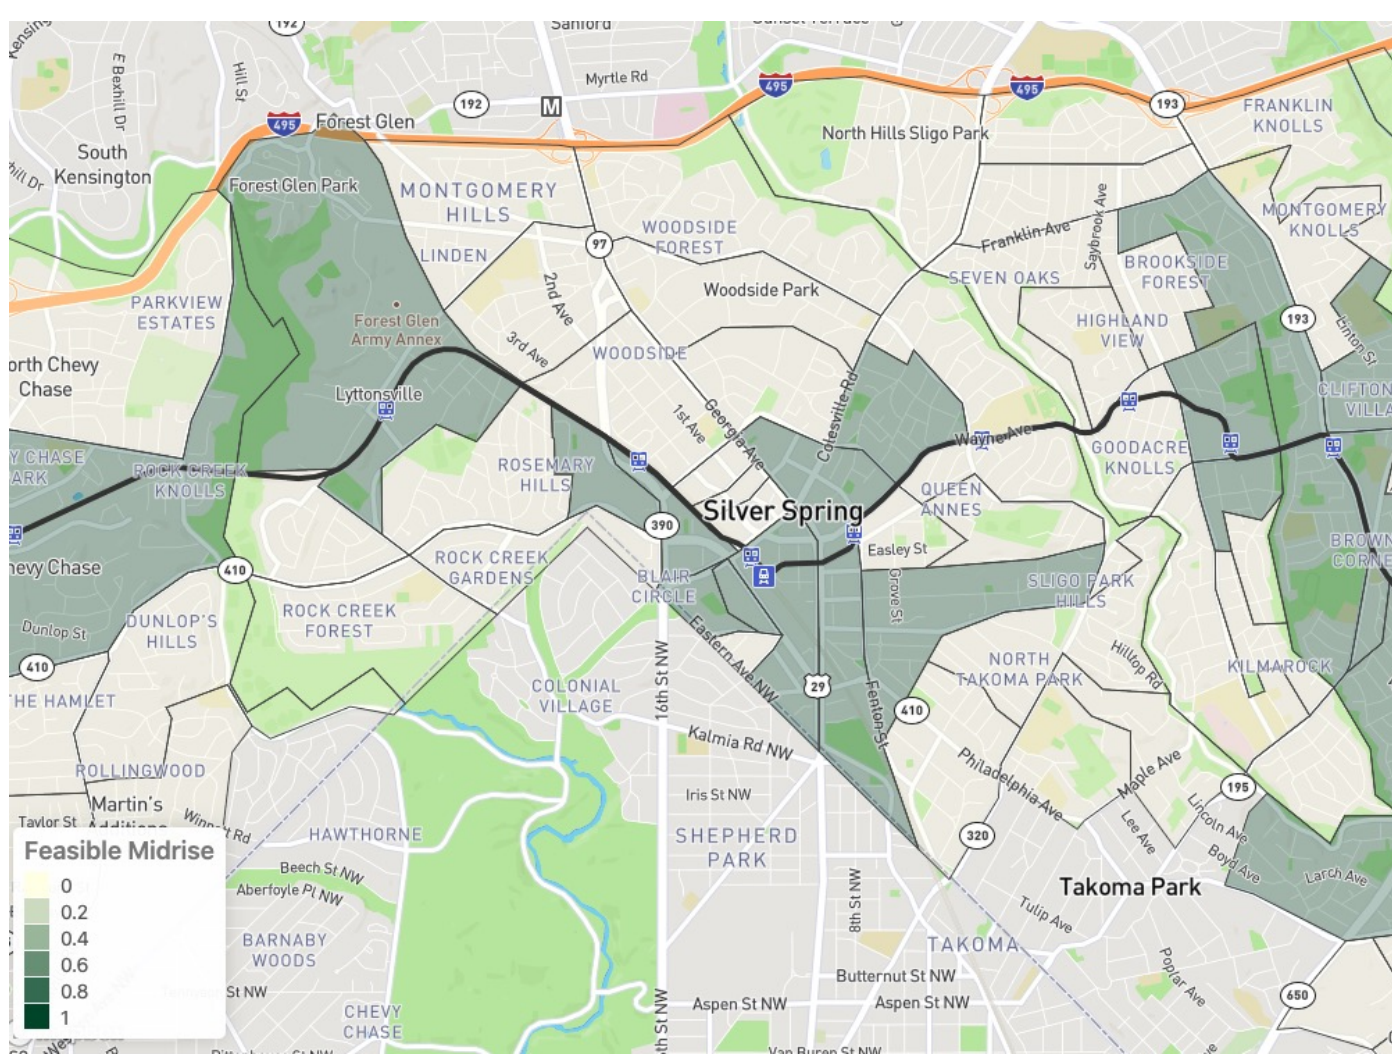 192
Sanford
E Bexhill Dr
Hill St
Myrtle Rd
495
495
192
M
193
FRANKLIN
KNOLLS
495
Forest Glen
North Hills Sligo Park
South
Kensington
Forest Glen Park
MONTGOMERY
HILLS
Saybrook Ave
MONTGOMERY
KNOLLS
WOODSIDE
FOREST
Franklin Ave
97
LINDEN
BROOKSIDE
FOREST
SEVEN OAKS
2nd Ave
Woodside Park
PARKVIEW
ESTATES
Forest Glen
Army Annex
HIGHLAND
VIEW
193
Linton St
3rd Ave
WOODSIDE
orth Chevy
Chase
Lyttonsville
Colesville Rd
CLIFTON
VILLA
1st Ave
Georgia Ave
Wayne Ave
Y CHASE
ARK
ROCK CREEK
KNOLLS
ROSEMARY
HILLS
GOODACRE
KNOLLS
QUEEN
ANNES
Silver Spring
390
BROWN
CORNE
hevy Chase
Easley St
410
ROCK CREEK
GARDENS
BLAIR
CIRCLE
Grove St
SLIGO PARK
HILLS
Dunlop St
DUNLOP'S
HILLS
ROCK CREEK
FOREST
Eastern Ave NW
410
16th St NW
Hilltop Rd
NORTH
TAKOMA PARK
KILMAROCK
THE HAMLET
COLONIAL
VILLAGE
29
Fenton St
410
Kalmia Rd NW
ROLLINGWOOD
Philadelphia Ave
Maple Ave
195
Martin's
Additions
Iris St NW
Lincoln Ave
Taylor St
HAWTHORNE
SHEPHERD
PARK
320
Lee Ave
Feasible Midrise
0
0.2
0.4
0.6
0.8
1
Beech St NW
Aberfoyle Pl NW
Boyd Ave
Larch Ave
8th St NW
Takoma Park
Tulip Ave
BARNABY
WOODS
TAKOMA
Poplar Ave
Butternut St NW
St NW
Aspen St NW
Aspen St NW
650
CHEVY
CHASE
th St NW
Van Buren St NW